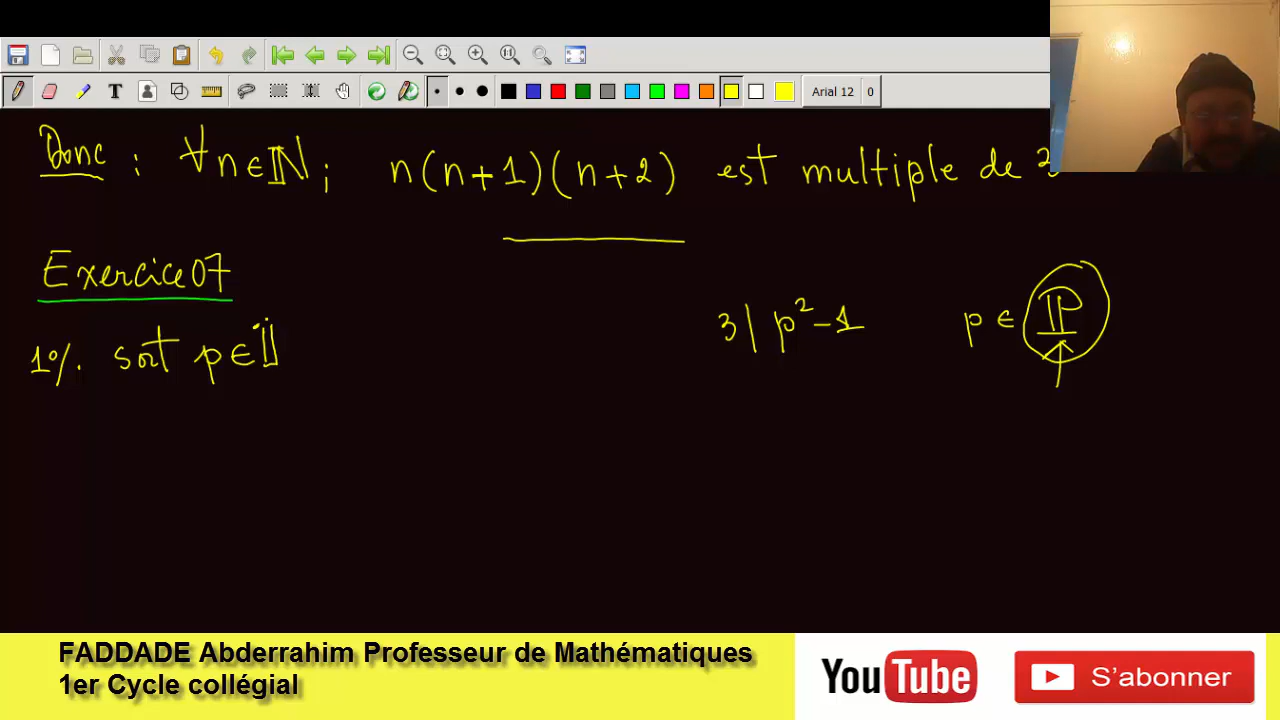 Arial 12 0
Donc : ∀n∈ℕ ; n(n+1)(n+2) est multiple de
Exercice 07
3 | p²-1 p ∈ ℙ
1°/. soit p ∈
FADDADE Abderrahim Professeur de Mathématiques
1er Cycle collégial
YouTube
S'abonner